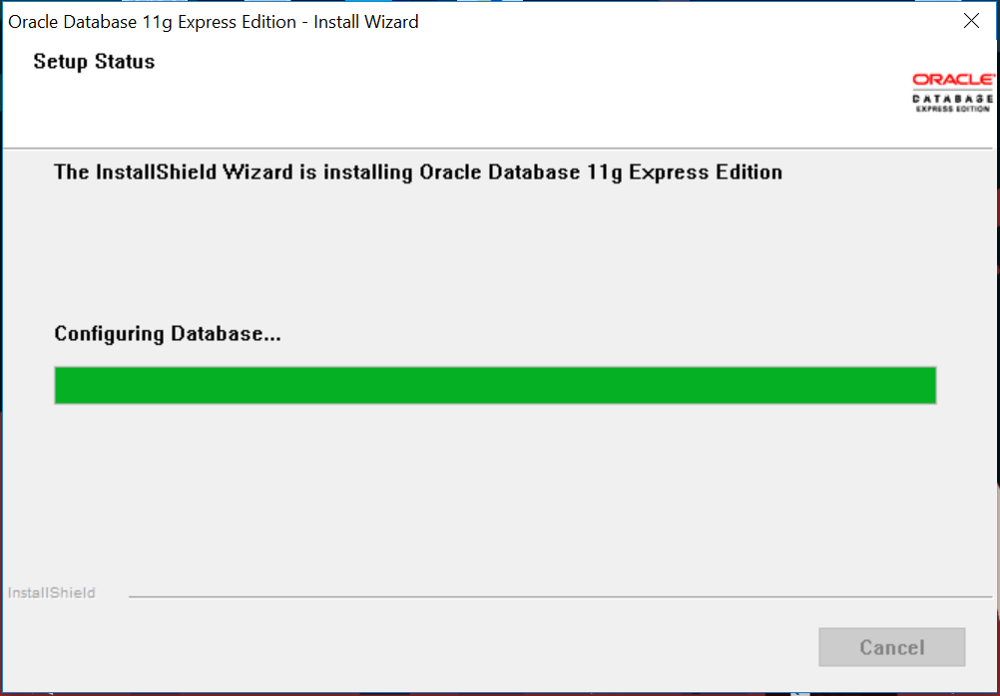 Oracle Database 11g Express Edition - Install Wizard
Setup Status
ORACLE
DATABASE
EXPRESS EDITION
The InstallShield Wizard is installing Oracle Database 11g Express Edition
Configuring Database...
InstallShield
Cancel